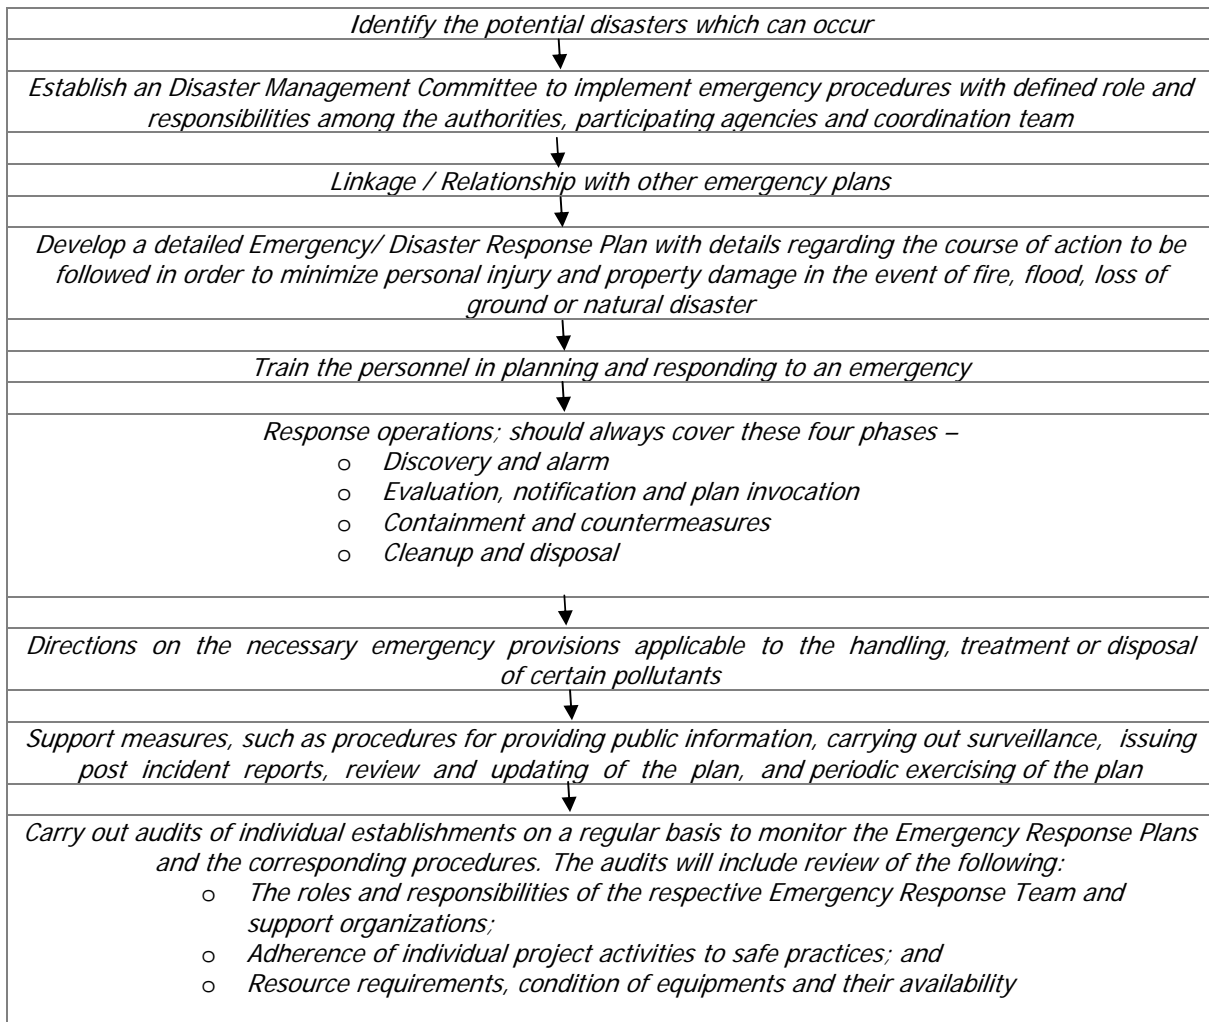 Identify the potential disasters which can occur
Establish an Disaster Management Committee to implement emergency procedures with defined role and
responsibilities among the authorities, participating agencies and coordination team
Linkage / Relationship with other emergency plans
Develop a detailed Emergency/ Disaster Response Plan with details regarding the course of action to be
followed in order to minimize personal injury and property damage in the event of fire, flood, loss of
ground or natural disaster
Train the personnel in planning and responding to an emergency
Response operations; should always cover these four phases –
o Discovery and alarm
o Evaluation, notification and plan invocation
o Containment and countermeasures
o Cleanup and disposal
Directions on the necessary emergency provisions applicable to the handling, treatment or disposal
of certain pollutants
Support measures, such as procedures for providing public information, carrying out surveillance, issuing
post incident reports, review and updating of the plan, and periodic exercising of the plan
Carry out audits of individual establishments on a regular basis to monitor the Emergency Response Plans
and the corresponding procedures. The audits will include review of the following:
o The roles and responsibilities of the respective Emergency Response Team and
support organizations;
o Adherence of individual project activities to safe practices; and
o Resource requirements, condition of equipments and their availability